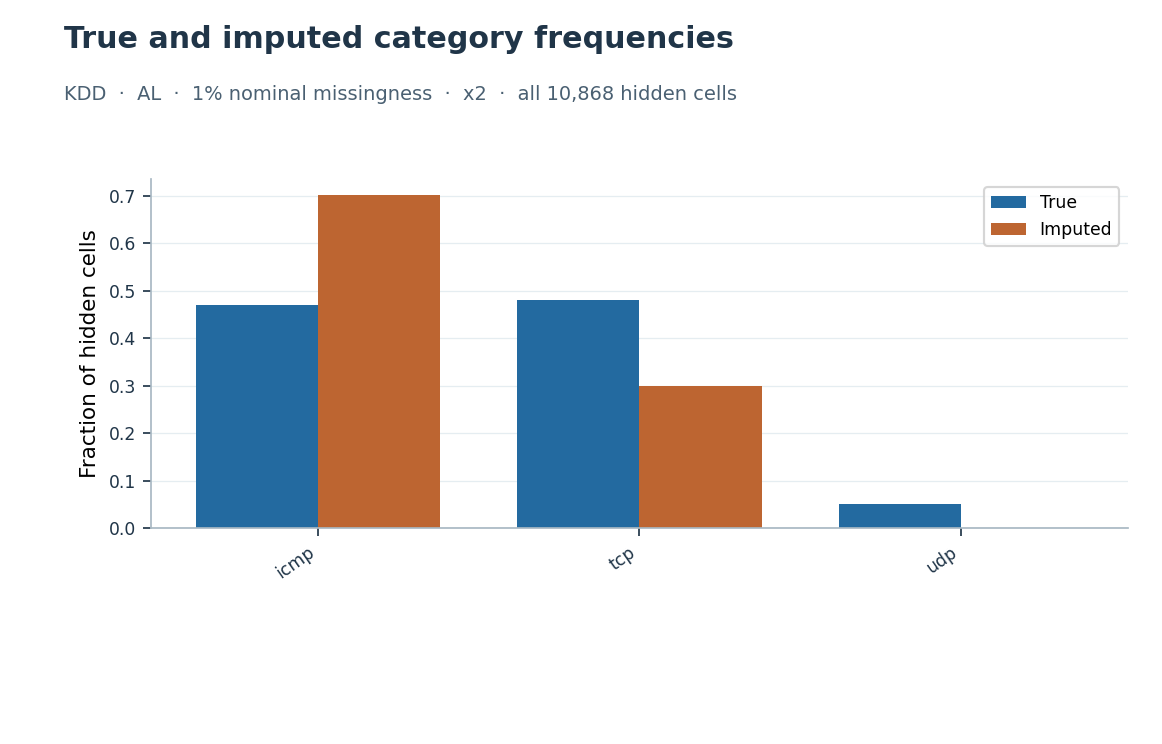 True and imputed category frequencies
KDD · AL · 1% nominal missingness · x2 · all 10,868 hidden cells
True
Imputed
Fraction of hidden cells
0.7
0.6
0.5
0.4
0.3
0.2
0.1
0.0
icmp
tcp
udp